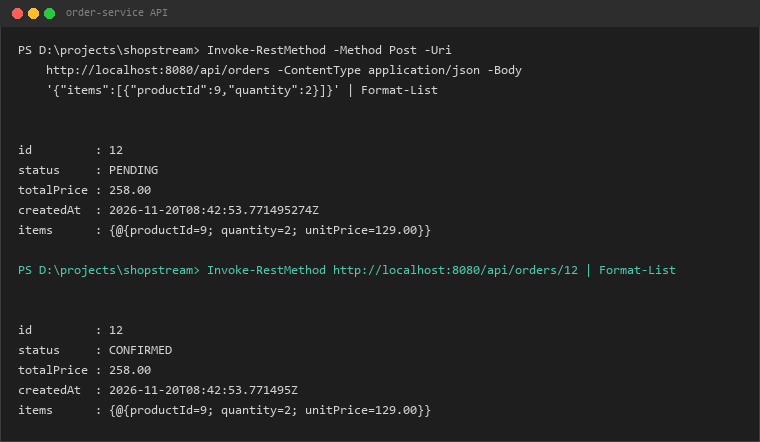 order-service API
PS D:\projects\shopstream> Invoke-RestMethod -Method Post -Uri
http://localhost:8080/api/orders -ContentType application/json -Body
'{"items":[{"productId":9,"quantity":2}]}' | Format-List
id         : 12
status     : PENDING
totalPrice : 258.00
createdAt  : 2026-11-20T08:42:53.771495274Z
items      : {@{productId=9; quantity=2; unitPrice=129.00}}
PS D:\projects\shopstream> Invoke-RestMethod http://localhost:8080/api/orders/12 | Format-List
id         : 12
status     : CONFIRMED
totalPrice : 258.00
createdAt  : 2026-11-20T08:42:53.771495Z
items      : {@{productId=9; quantity=2; unitPrice=129.00}}